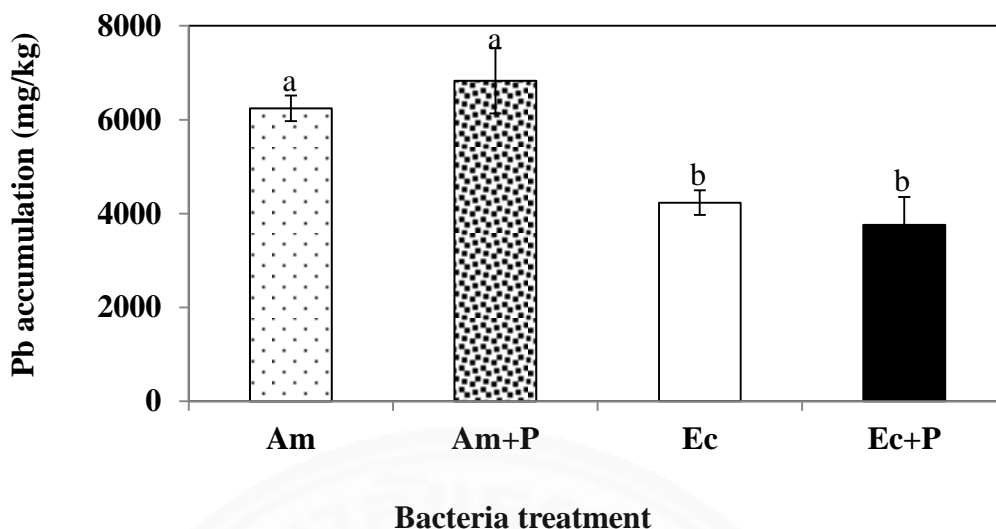 8000
6000
4000
2000
0
Pb accumulation (mg/kg)
a
a
b
b
Am Am+P Ec Ec+P
Bacteria treatment